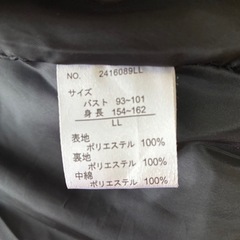 NO. 2416089LL
サイズ
バスト 93~101
身長 154~162
LL
表地
ポリエステル 100%
裏地
ポリエステル 100%
中綿
ポリエステル 100%